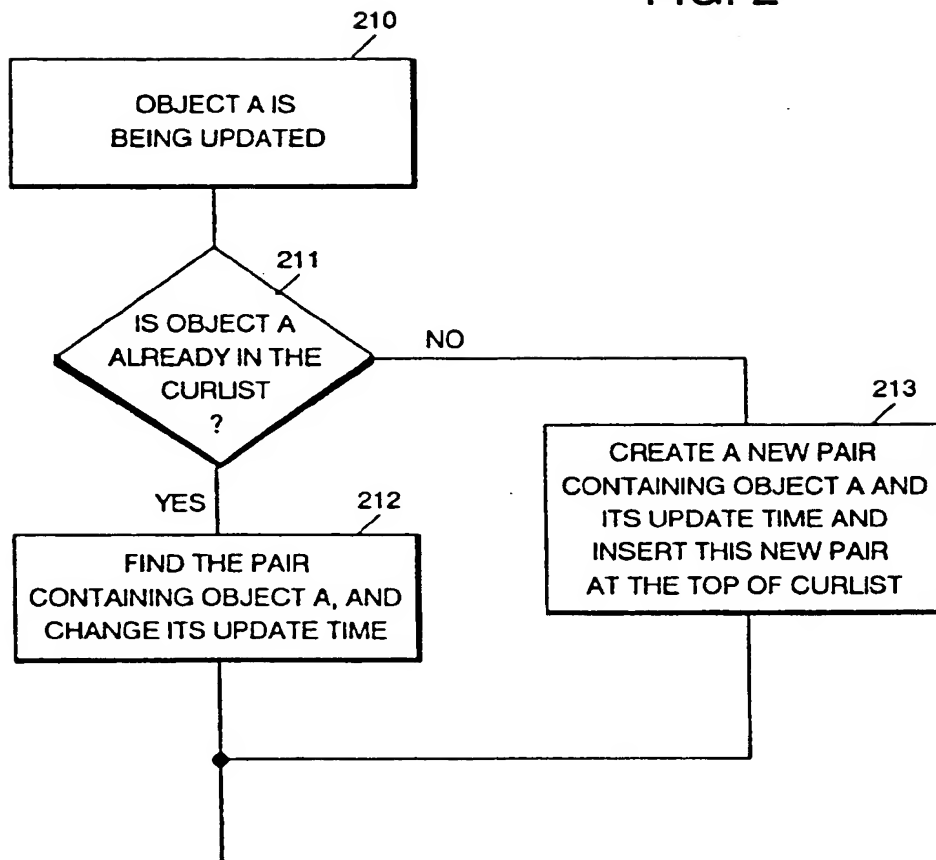 210
OBJECT A IS
BEING UPDATED
211
IS OBJECT A
ALREADY IN THE
CURLIST
?
NO
YES
212
FIND THE PAIR
CONTAINING OBJECT A, AND
CHANGE ITS UPDATE TIME
213
CREATE A NEW PAIR
CONTAINING OBJECT A AND
ITS UPDATE TIME AND
INSERT THIS NEW PAIR
AT THE TOP OF CURLIST